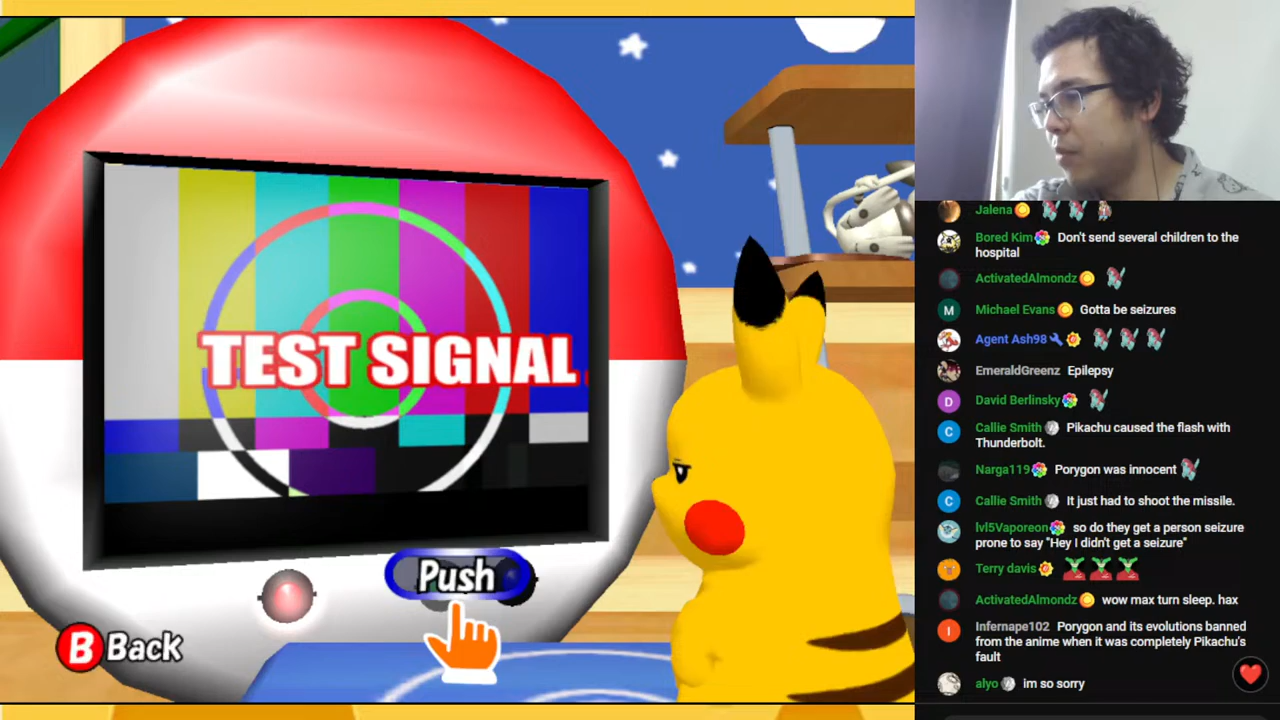 TEST SIGNAL
Push
B Back
Jalena
Bored Kim Don't send several children to the
hospital
ActivatedAlmondz
M Michael Evans Gotta be seizures
Agent Ash98
EmeraldGreenz Epilepsy
D David Berlinsky
C Callie Smith Pikachu caused the flash with
Thunderbolt.
Narga119 Porygon was innocent
C Callie Smith It just had to shoot the missile.
lvl5Vaporeon so do they get a person seizure
prone to say "Hey I didn't get a seizure"
Terry davis
ActivatedAlmondz wow max turn sleep. hax
I Infernape102 Porygon and its evolutions banned
from the anime when it was completely Pikachu's
fault
alyo im so sorry